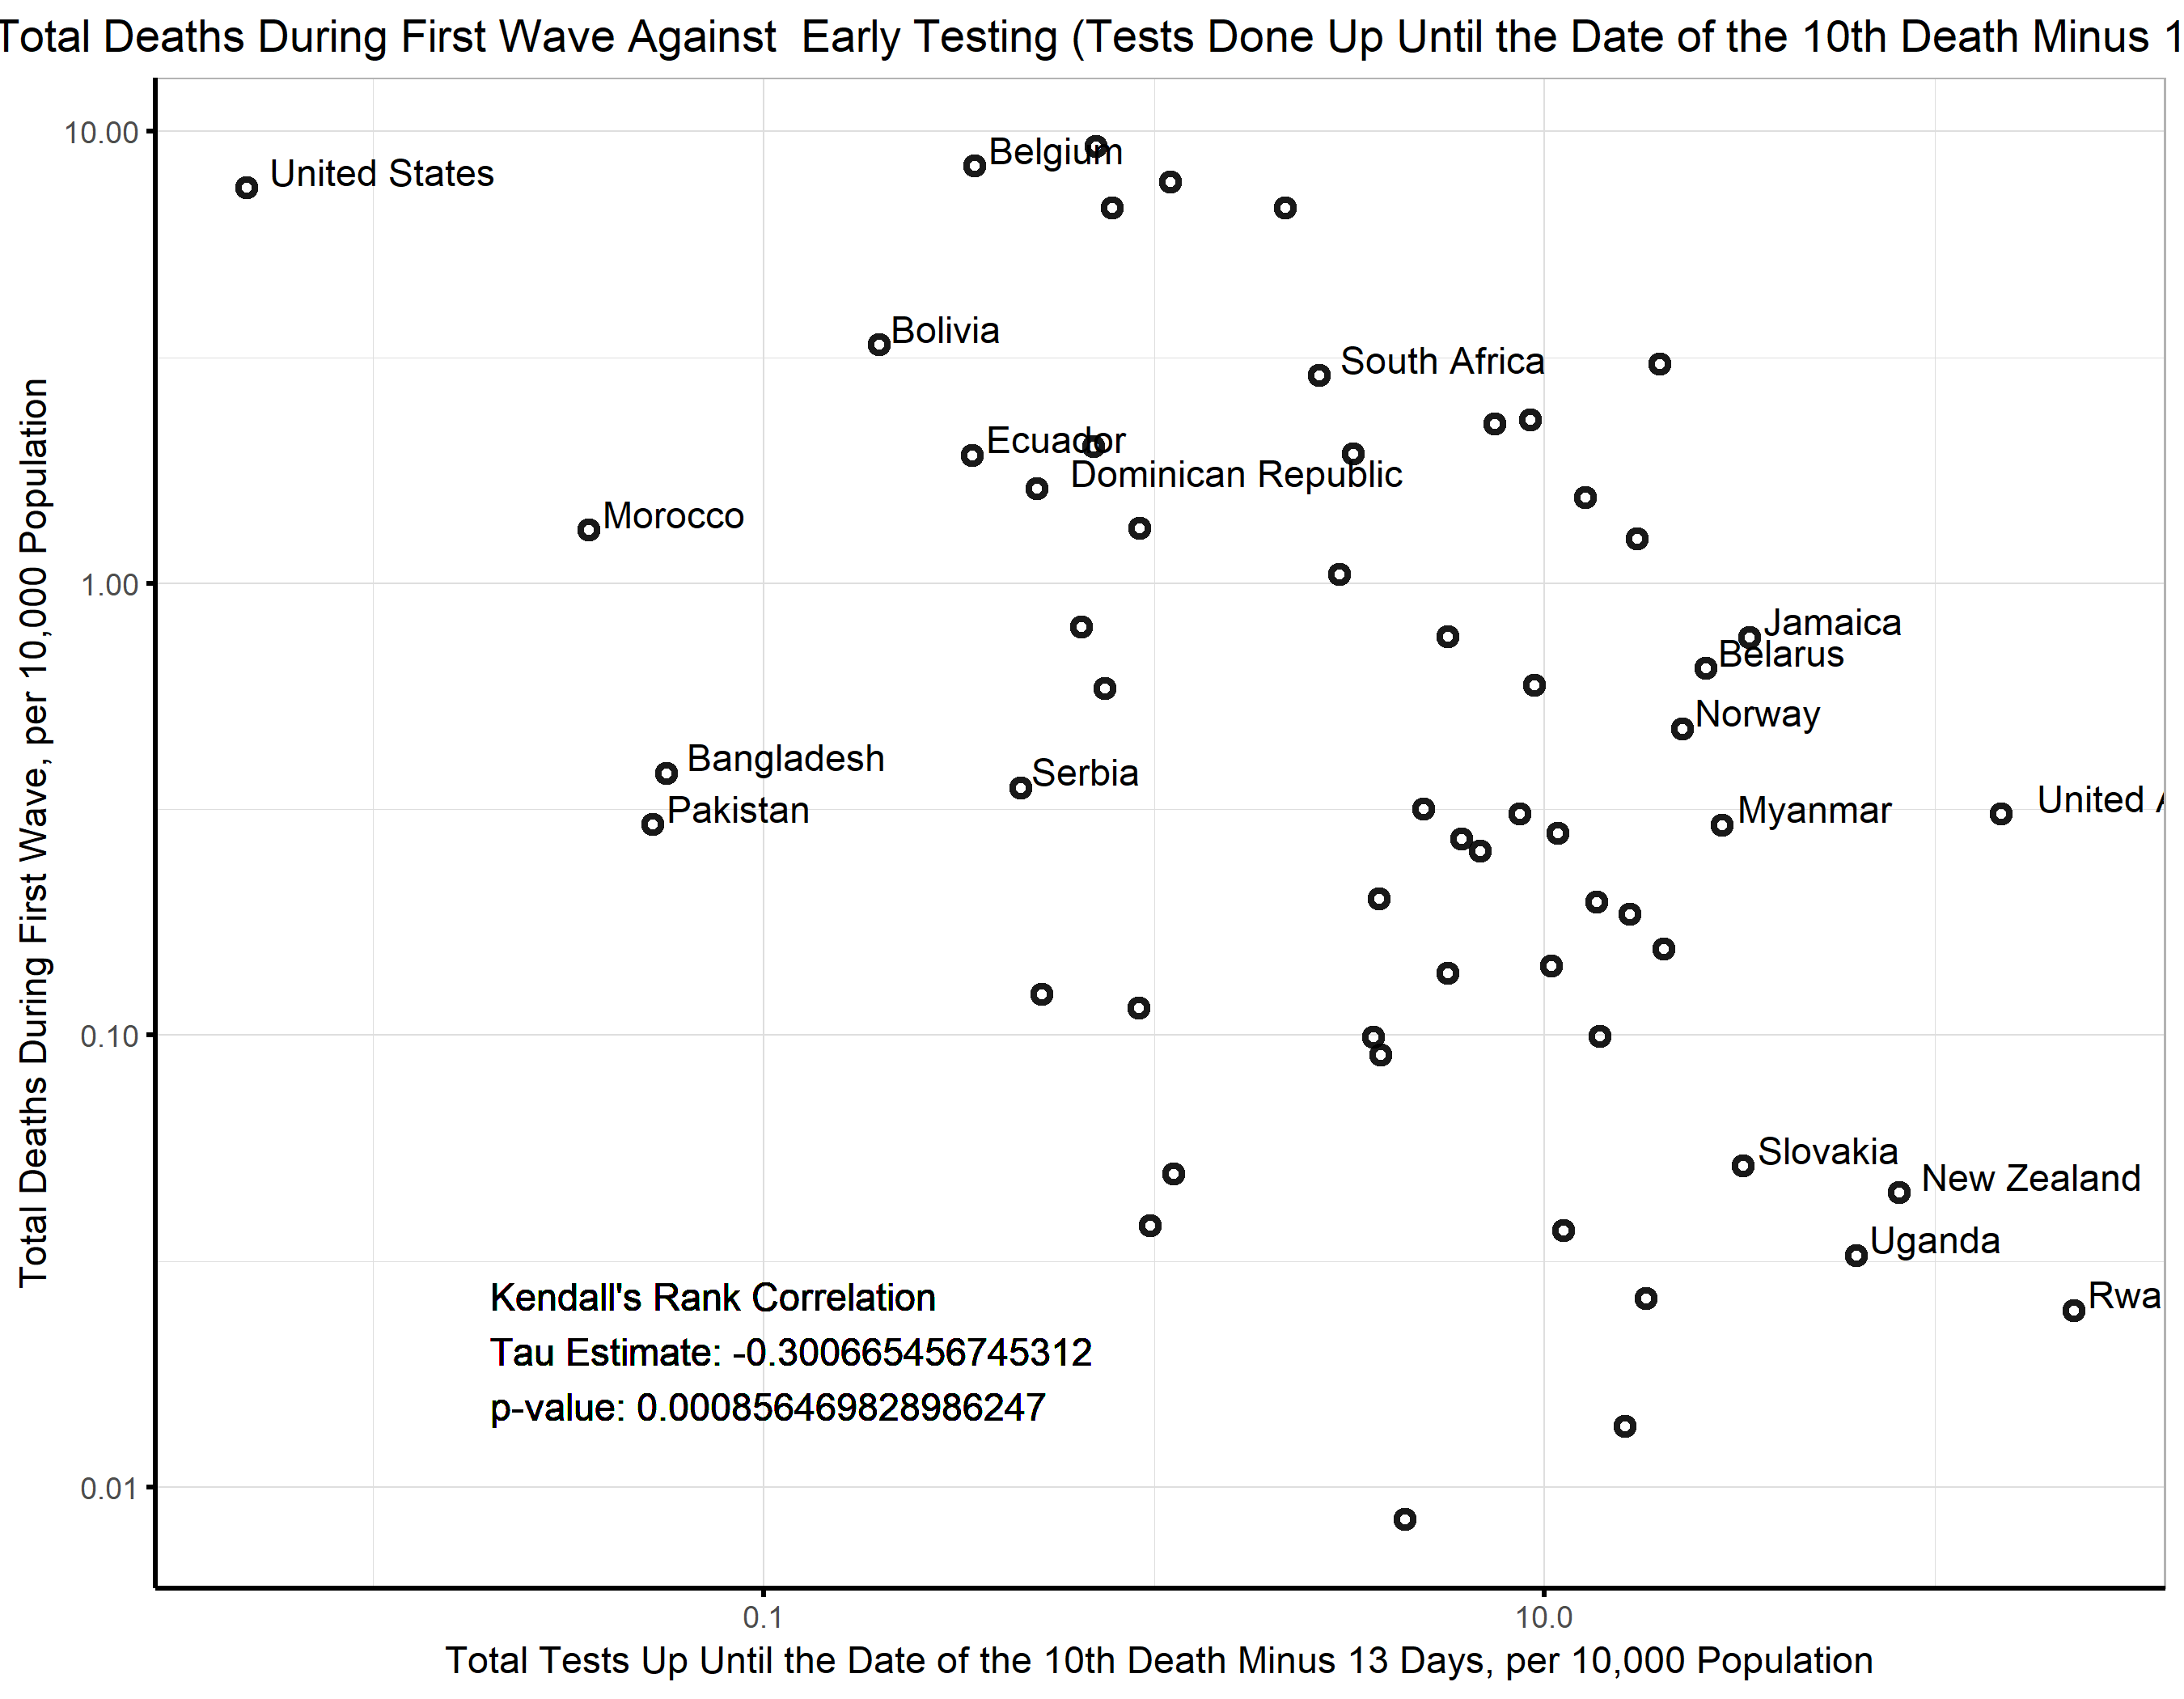 Total Deaths During First Wave Against  Early Testing (Tests Done Up Until the Date of the 10th Death Minus 1
10.00
United States
Belgium
Bolivia
South Africa
Ecuador
Dominican Republic
Morocco
1.00
Jamaica
Belarus
Norway
Bangladesh
Serbia
United A
Pakistan
Myanmar
0.10
Slovakia
New Zealand
Uganda
Rwa
Kendall's Rank Correlation
Tau Estimate: -0.300665456745312
p-value: 0.000856469828986247
0.01
0.1
10.0
Total Tests Up Until the Date of the 10th Death Minus 13 Days, per 10,000 Population
Total Deaths During First Wave, per 10,000 Population